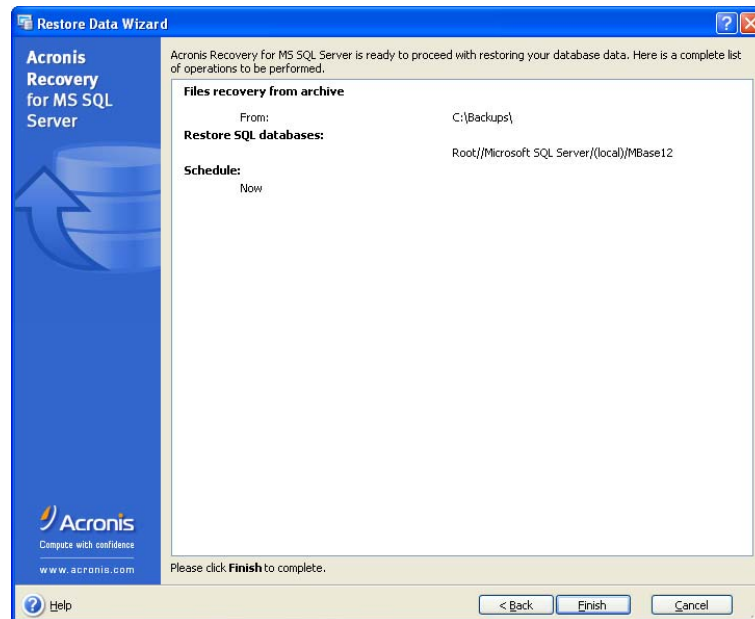 Restore Data Wizard
Acronis
Recovery
for MS SQL
Server
Acronis Recovery for MS SQL Server is ready to proceed with restoring your database data. Here is a complete list
of operations to be performed.
Files recovery from archive
From: C:\Backups\
Restore SQL databases:
Root//Microsoft SQL Server/(local)/MBase12
Schedule:
Now
Acronis
Compute with confidence
www.acronis.com
Please click Finish to complete.
Help
< Back Finish Cancel